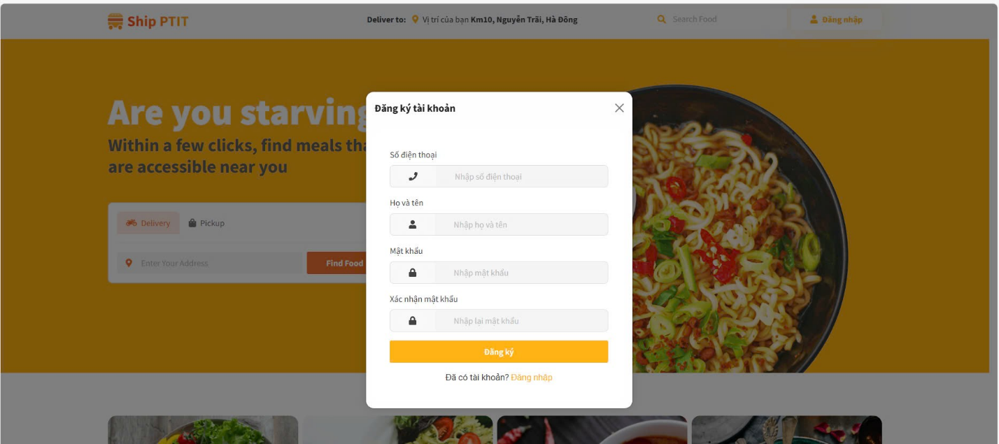 Ship PTIT
Deliver to: Vị trí của bạn Km10, Nguyễn Trãi, Hà Đông
Search Food
Đăng nhập
Are you starving
Within a few clicks, find meals tha
are accessible near you
Delivery
Pickup
Enter Your Address
Find Food
Đăng ký tài khoản
Số điện thoại
Nhập số điện thoại
Họ và tên
Nhập họ và tên
Mật khẩu
Nhập mật khẩu
Xác nhận mật khẩu
Nhập lại mật khẩu
Đăng ký
Đã có tài khoản? Đăng nhập